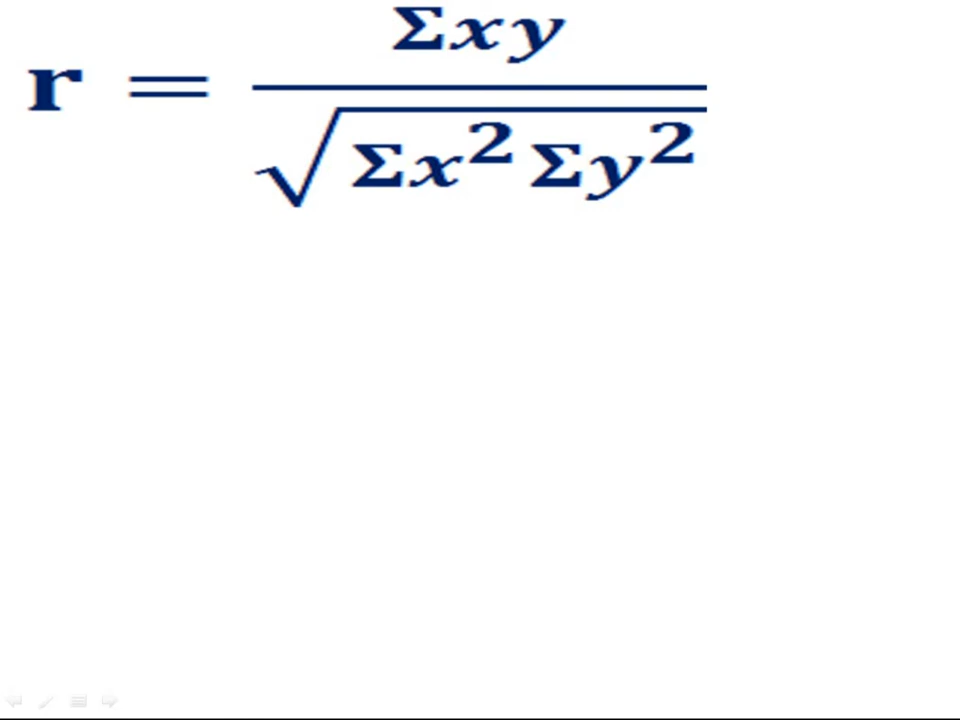 r = Σxy / √Σx²Σy²